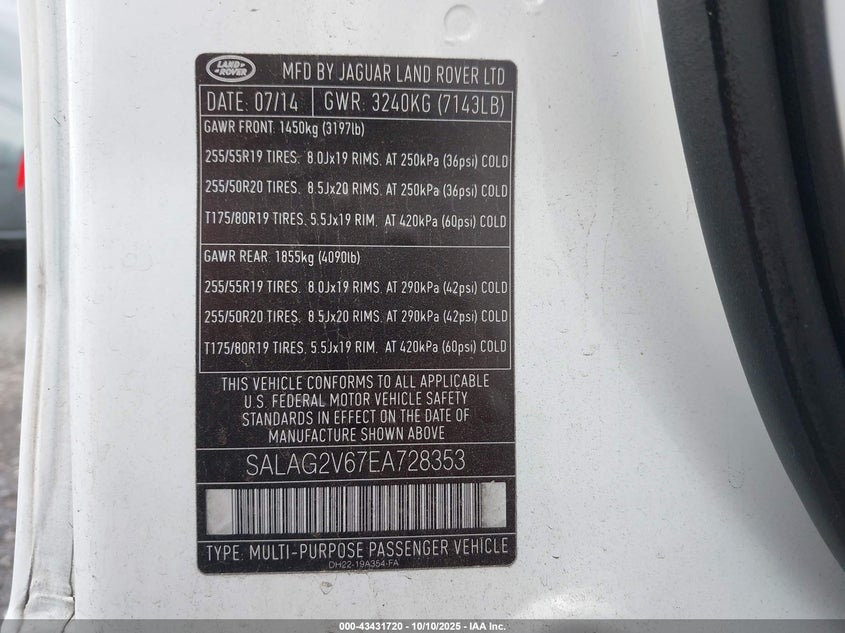 LAND ROVER MFD BY JAGUAR LAND ROVER LTD
DATE: 07/14 GWR: 3240KG (7143LB)
GAWR FRONT: 1450kg (3197lb)
255/55R19 TIRES. 8.0Jx19 RIMS. AT 250kPa (36psi) COLD
255/50R20 TIRES. 8.5Jx20 RIMS. AT 250kPa (36psi) COLD
T175/80R19 TIRES. 5.5Jx19 RIM. AT 420kPa (60psi) COLD
GAWR REAR: 1855kg (4090lb)
255/55R19 TIRES. 8.0Jx19 RIMS. AT 290kPa (42psi) COLD
255/50R20 TIRES. 8.5Jx20 RIMS. AT 290kPa (42psi) COLD
T175/80R19 TIRES. 5.5Jx19 RIM. AT 420kPa (60psi) COLD
THIS VEHICLE CONFORMS TO ALL APPLICABLE
U.S. FEDERAL MOTOR VEHICLE SAFETY
STANDARDS IN EFFECT ON THE DATE OF
MANUFACTURE SHOWN ABOVE
SALAG2V67EA728353
TYPE: MULTI-PURPOSE PASSENGER VEHICLE
DH22-19A354-FA
000-43431720 - 10/10/2025 - IAA Inc.